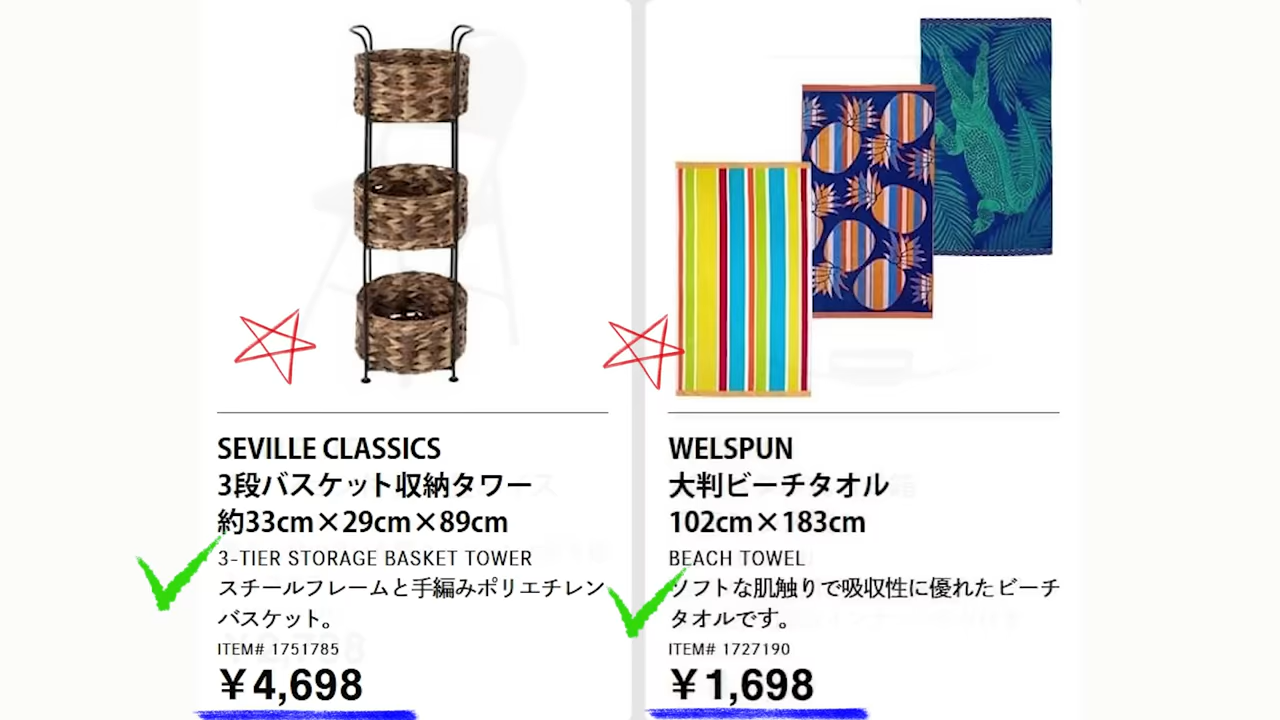 SEVILLE CLASSICS
3段バスケット収納タワー
約33cm×29cm×89cm
3-TIER STORAGE BASKET TOWER
スチールフレームと手編みポリエチレン
バスケット。
ITEM# 1751785
¥4,698
WELSPUN
大判ビーチタオル
102cm×183cm
BEACH TOWEL
ソフトな肌触りで吸収性に優れたビーチ
タオルです。
ITEM# 1727190
¥1,698